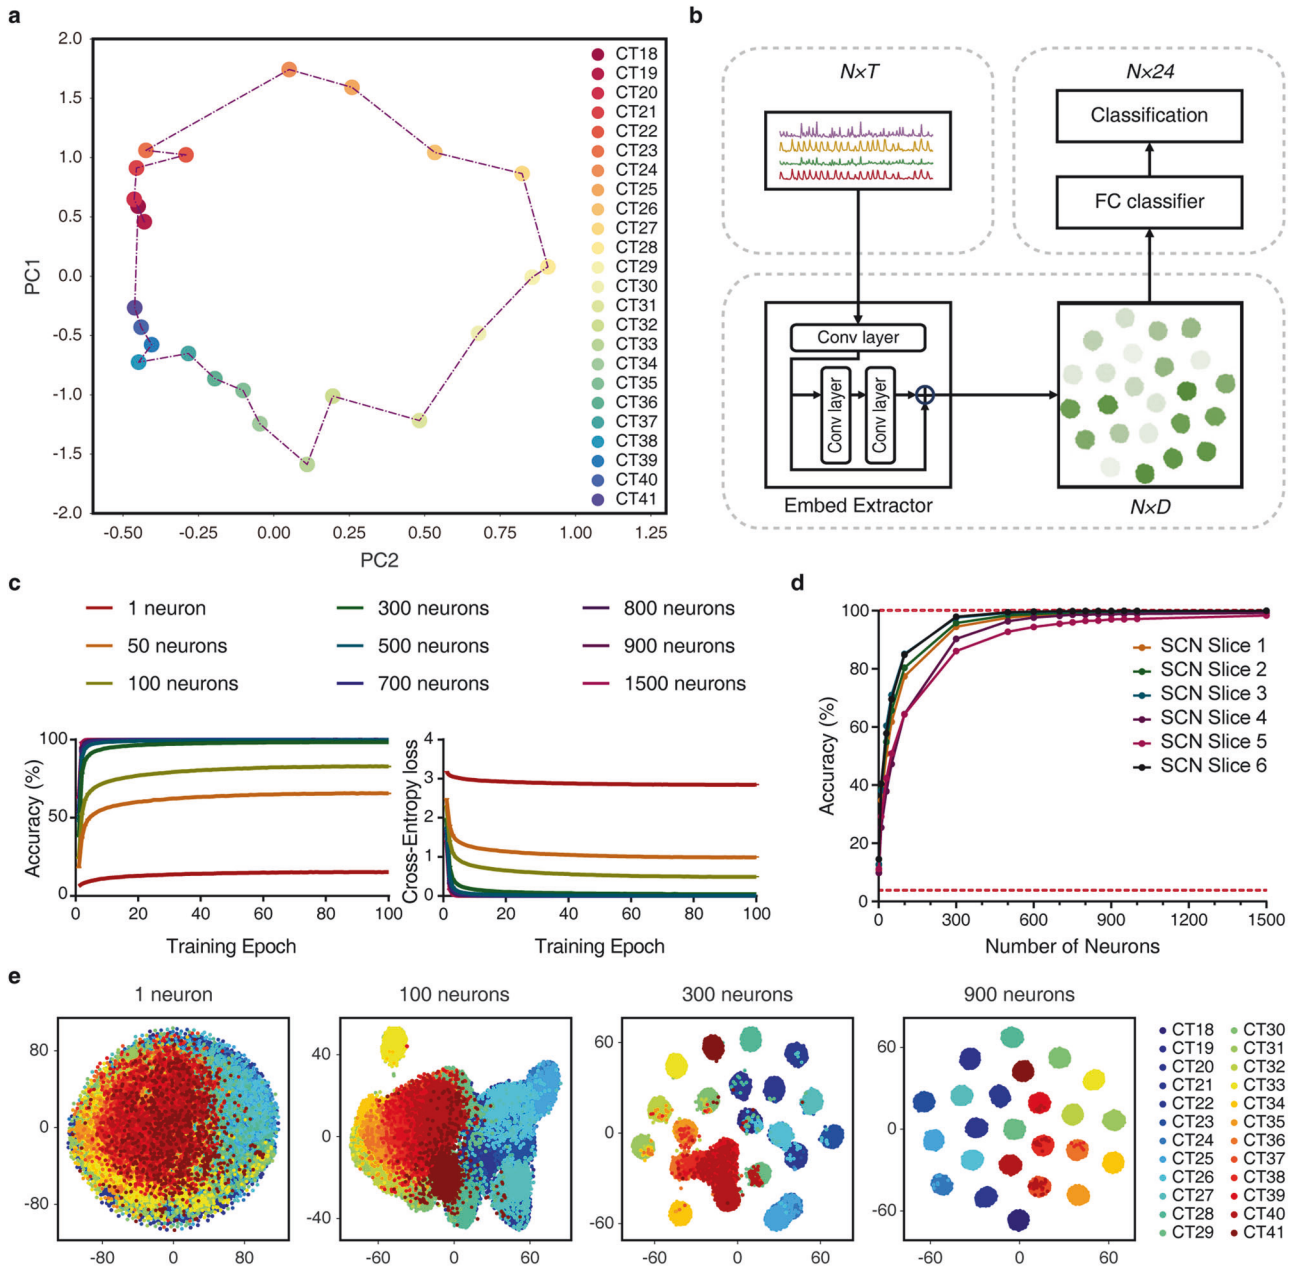 a
2.0
1.5
1.0
0.5
0.0
-0.5
-1.0
-1.5
-2.0
PC1
-0.50
-0.25
0.00
0.25
0.50
0.75
1.00
1.25
PC2
CT18
CT19
CT20
CT21
CT22
CT23
CT24
CT25
CT26
CT27
CT28
CT29
CT30
CT31
CT32
CT33
CT34
CT35
CT36
CT37
CT38
CT39
CT40
CT41
b
N×T
N×24
Classification
FC classifier
Conv layer
Conv layer
Conv layer
Embed Extractor
N×D
c
1 neuron
50 neurons
100 neurons
300 neurons
500 neurons
700 neurons
800 neurons
900 neurons
1500 neurons
Accuracy (%)
100
50
0
0
20
40
60
80
100
Training Epoch
Cross-Entropy loss
4
3
2
1
0
0
20
40
60
80
100
Training Epoch
d
Accuracy (%)
100
80
60
40
20
0
0
300
600
900
1200
1500
Number of Neurons
SCN Slice 1
SCN Slice 2
SCN Slice 3
SCN Slice 4
SCN Slice 5
SCN Slice 6
e
1 neuron
80
0
-80
-80
0
80
100 neurons
40
0
-40
-60
0
60
300 neurons
60
0
-60
-60
0
60
900 neurons
60
0
-60
-60
0
60
CT18
CT19
CT20
CT21
CT22
CT23
CT24
CT25
CT26
CT27
CT28
CT29
CT30
CT31
CT32
CT33
CT34
CT35
CT36
CT37
CT38
CT39
CT40
CT41